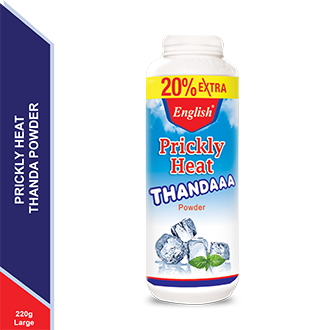 PRICKLY HEAT
THANDA POWDER
220g
Large
20% EXTRA
English®
Prickly
Heat
THANDAAA
Powder